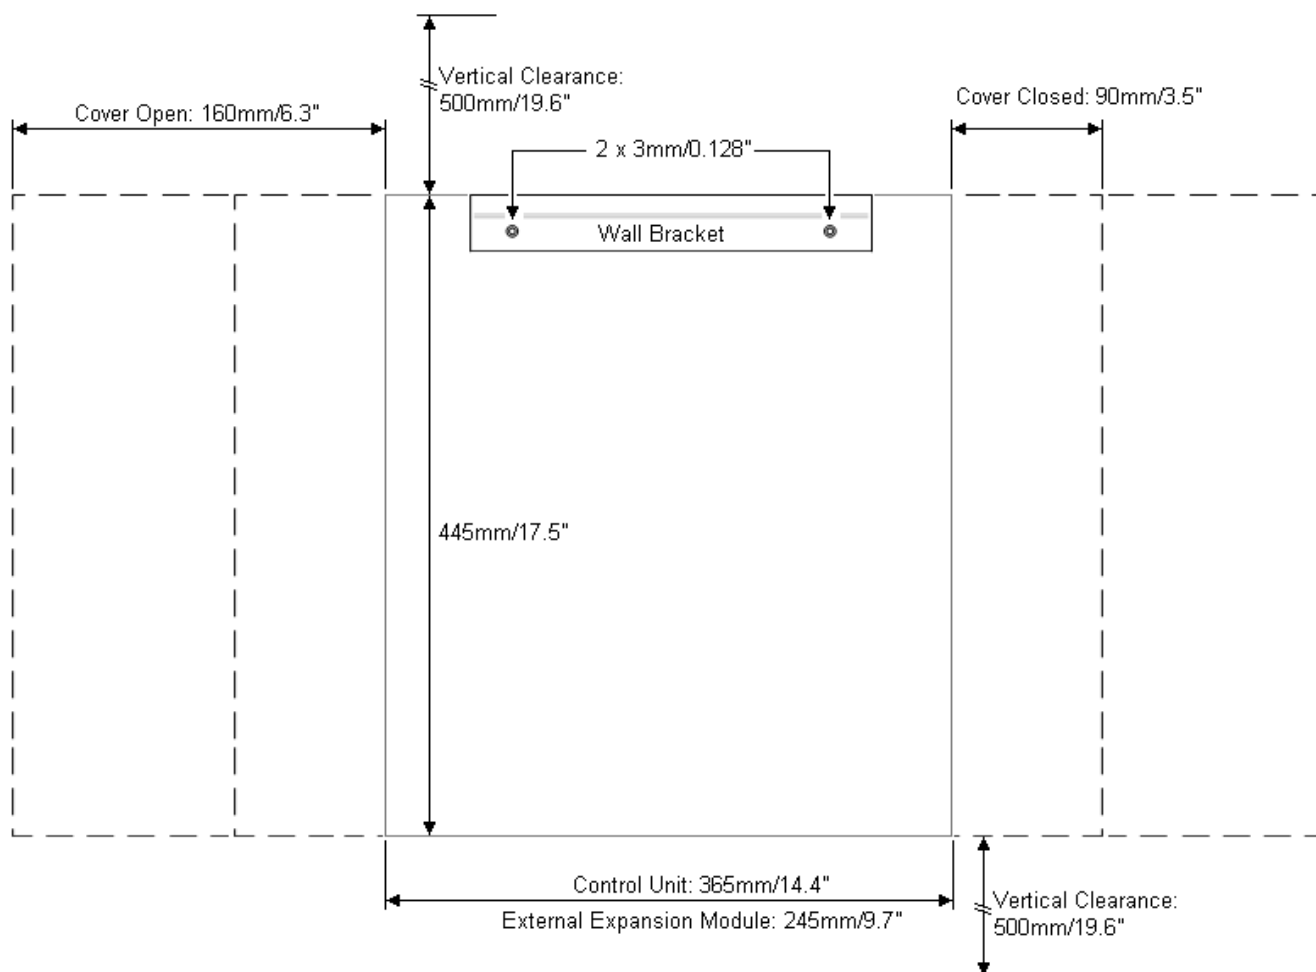 Vertical Clearance:
500mm/19.6"
Cover Open: 160mm/6.3"
Cover Closed: 90mm/3.5"
2 x 3mm/0.128"
Wall Bracket
445mm/17.5"
Control Unit: 365mm/14.4"
External Expansion Module: 245mm/9.7"
Vertical Clearance:
500mm/19.6"